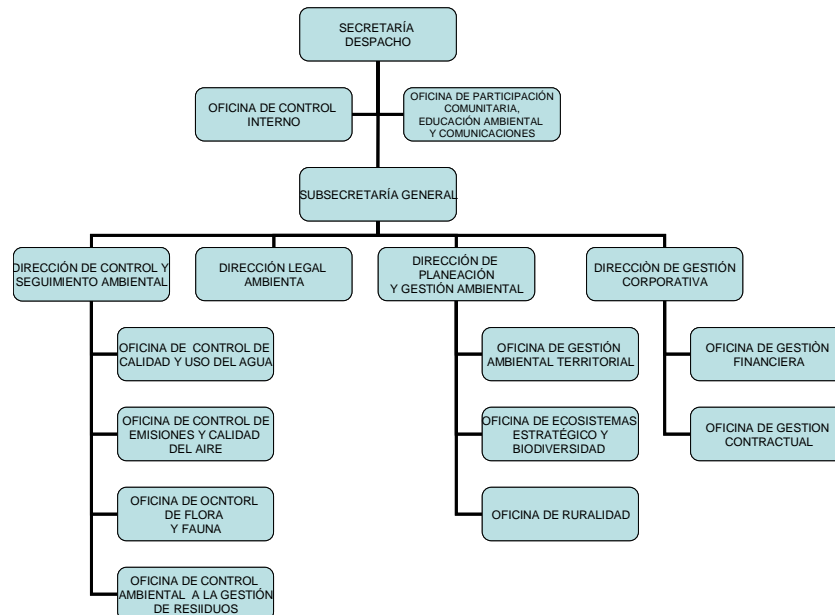 SECRETARÍA
DESPACHO
OFICINA DE CONTROL
INTERNO
OFICINA DE PARTICIPACIÓN
COMUNITARIA,
EDUCACIÓN AMBIENTAL
Y COMUNICACIONES
SUBSECRETARÍA GENERAL
DIRECCIÓN DE CONTROL Y
SEGUIMIENTO AMBIENTAL
DIRECCIÓN LEGAL
AMBIENTA
DIRECCIÓN DE
PLANEACIÓN
Y GESTIÓN AMBIENTAL
DIRECCIÒN DE GESTIÓN
CORPORATIVA
OFICINA DE CONTROL DE
CALIDAD Y USO DEL AGUA
OFICINA DE GESTIÓN
AMBIENTAL TERRITORIAL
OFICINA DE GESTIÒN
FINANCIERA
OFICINA DE CONTROL DE
EMISIONES Y CALIDAD
DEL AIRE
OFICINA DE ECOSISTEMAS
ESTRATÉGICO Y
BIODIVERSIDAD
OFICINA DE GESTION
CONTRACTUAL
OFICINA DE OCNTORL
DE FLORA
Y FAUNA
OFICINA DE RURALIDAD
OFICINA DE CONTROL
AMBIENTAL A LA GESTIÓN
DE RESIIDUOS